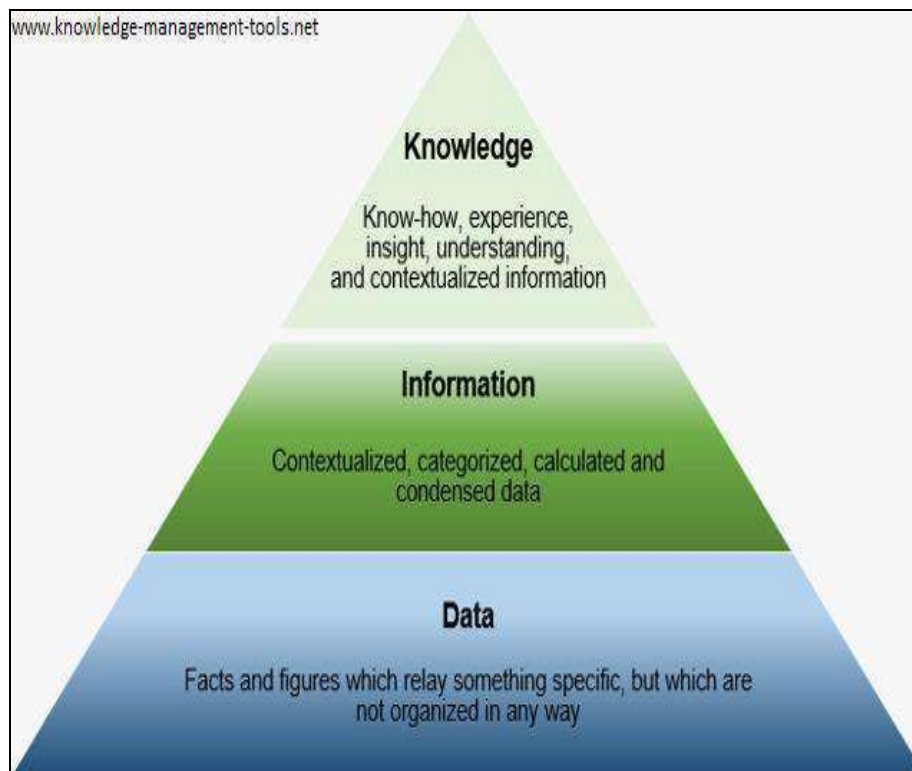 www.knowledge-management-tools.net
Knowledge
Know-how, experience,
insight, understanding,
and contextualized information
Information
Contextualized, categorized, calculated and
condensed data
Data
Facts and figures which relay something specific, but which are
not organized in any way